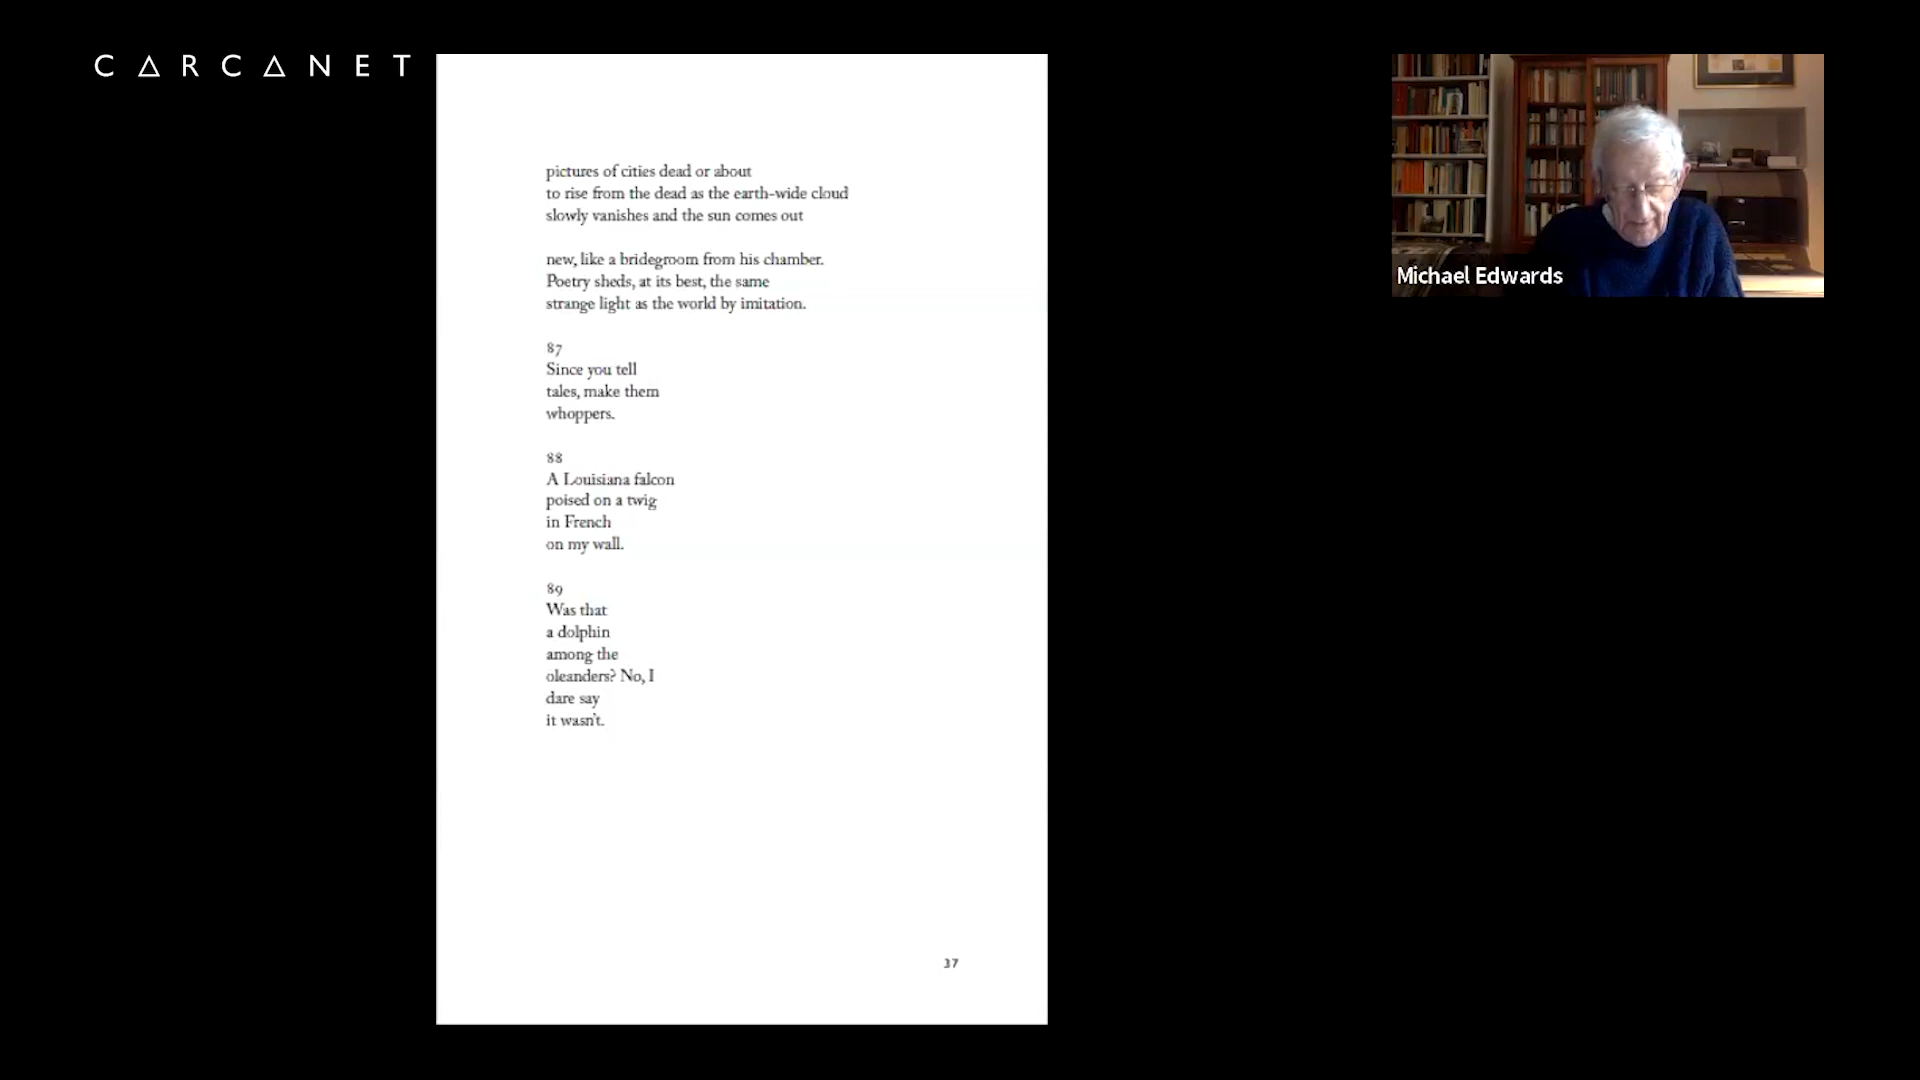 CARCANET
pictures of cities dead or about
to rise from the dead as the earth-wide cloud
slowly vanishes and the sun comes out
new, like a bridegroom from his chamber.
Poetry sheds, at its best, the same
strange light as the world by imitation.
87
Since you tell
tales, make them
whoppers.
88
A Louisiana falcon
poised on a twig
in French
on my wall.
89
Was that
a dolphin
among the
oleanders? No, I
dare say
it wasn't.
37
Michael Edwards